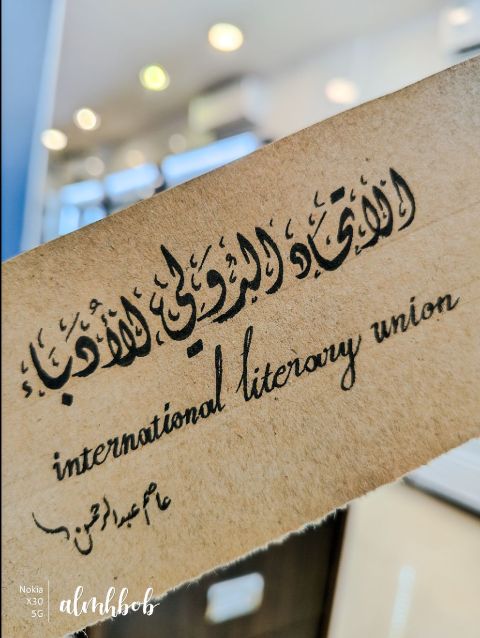 الاتحاد الدولي للأدباء
international literary union
عاصم عبدالرحمن
Nokia
X30
5G
almhbob